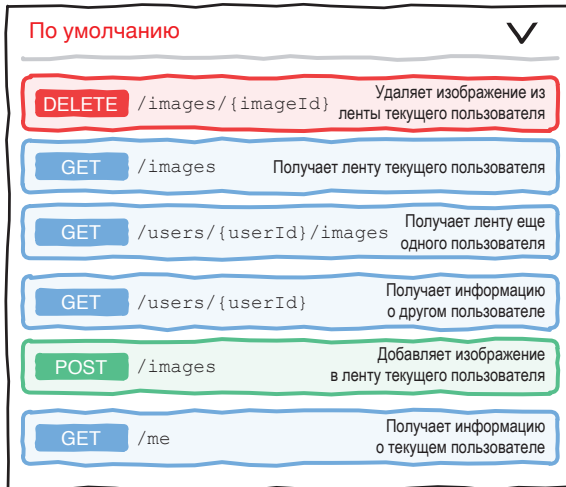 По умолчанию
DELETE /images/{imageId} Удаляет изображение из
ленты текущего пользователя
GET /images Получает ленту текущего пользователя
GET /users/{userId}/images Получает ленту еще
одного пользователя
GET /users/{userId} Получает информацию
о другом пользователе
POST /images Добавляет изображение
в ленту текущего пользователя
GET /me Получает информацию
о текущем пользователе